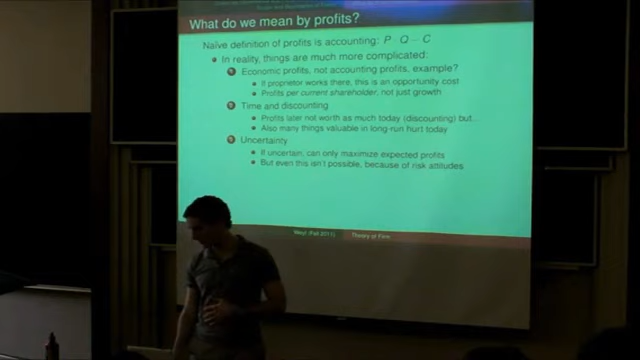 What do we mean by profits?
Naïve definition of profits is accounting: P Q – C
In reality, things are much more complicated:
1 Economic profits, not accounting profits, example?
If proprietor works there, this is an opportunity cost
Profits per current shareholder, not just growth
2 Time and discounting
Profits later not worth as much today (discounting) but...
Also many things valuable in long-run hurt today
3 Uncertainty
If uncertain, can only maximize expected profits
But even this isn't possible, because of risk attitudes
Weyl (Fall 2011) Theory of Firm